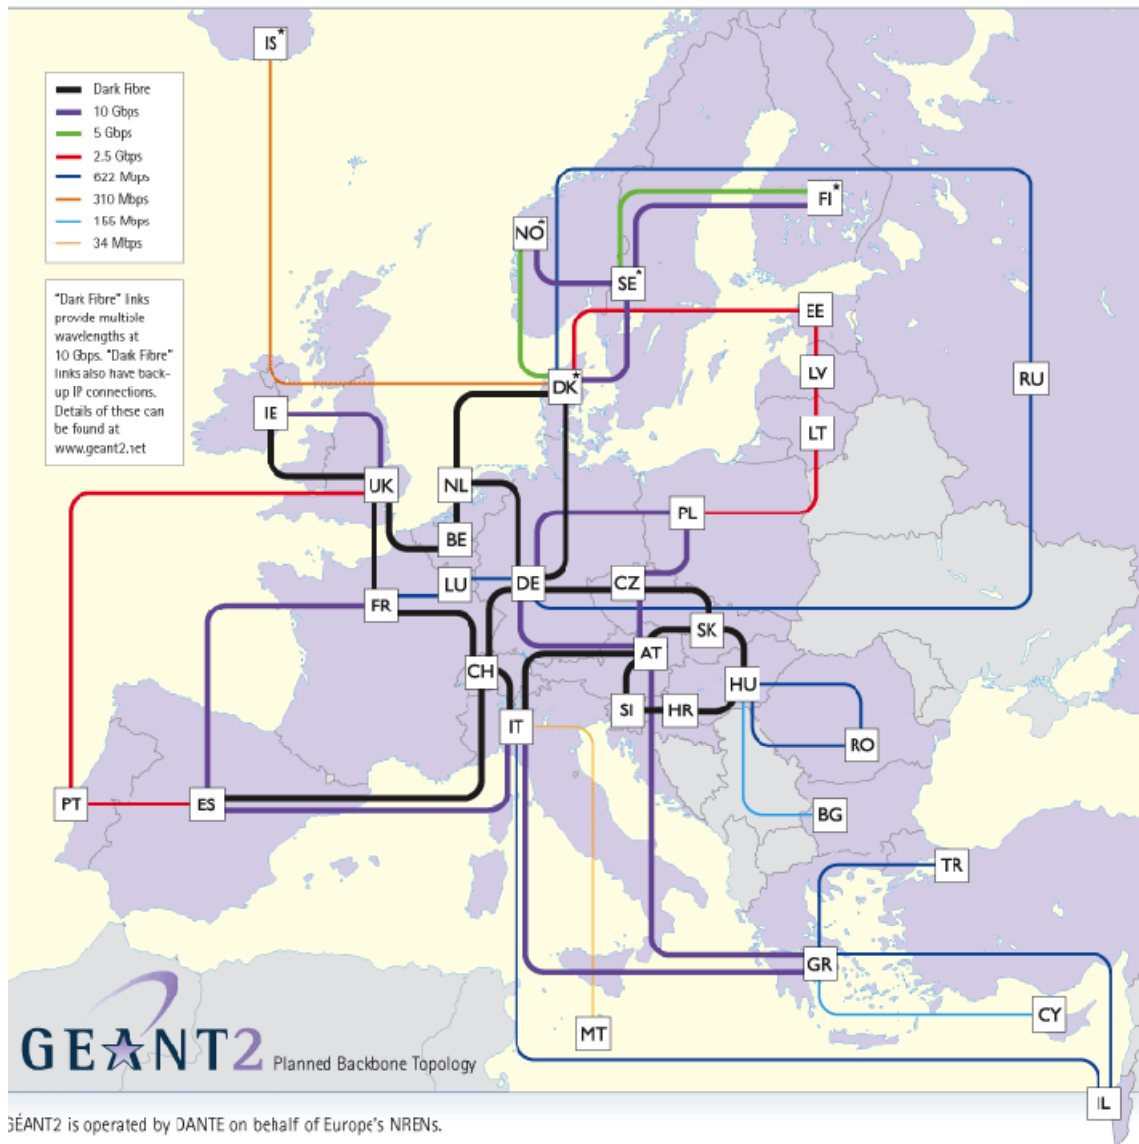 IS*
Dark Fibre
10 Gbps
5 Gbps
2.5 Gbps
622 Mbps
310 Mbps
155 Mbps
34 Mbps
FI*
NO*
SE*
"Dark Fibre" links
provide multiple
wavelengths at
10 Gbps. "Dark Fibre"
links also have back-
up IP connections.
Details of these can
be found at
www.geant2.net
EE
LV
RU
DK*
IE
LT
UK
NL
PL
BE
LU
DE
CZ
FR
SK
AT
CH
HU
SI
HR
IT
RO
PT
ES
BG
TR
GR
CY
MT
GEANT2 Planned Backbone Topology
IL
GÉANT2 is operated by DANTE on behalf of Europe's NRENs.